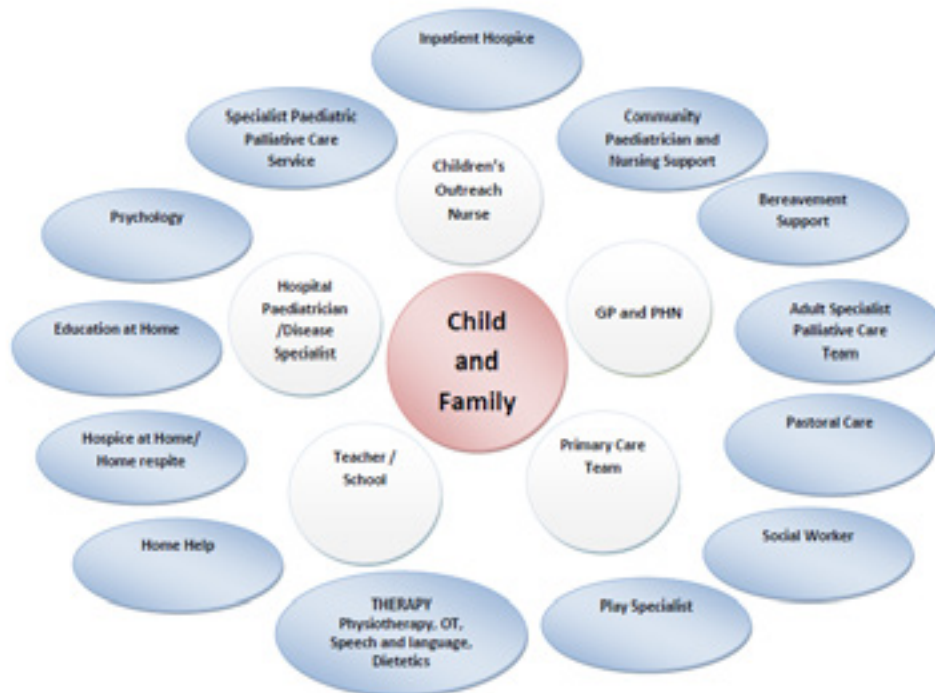 Inpatient Hospice
Specialist Paediatric
Palliative Care
Service
Community
Paediatrician and
Nursing Support
Children's
Outreach
Nurse
Psychology
Bereavement
Support
Hospital
Paediatrician
/Disease
Specialist
Child
and
Family
GP and PHN
Education at Home
Adult Specialist
Palliative Care
Team
Hospice at Home/
Home respite
Teacher /
School
Primary Care
Team
Pastoral Care
Home Help
Social Worker
THERAPY
Physiotherapy, OT,
Speech and language,
Dietetics
Play Specialist